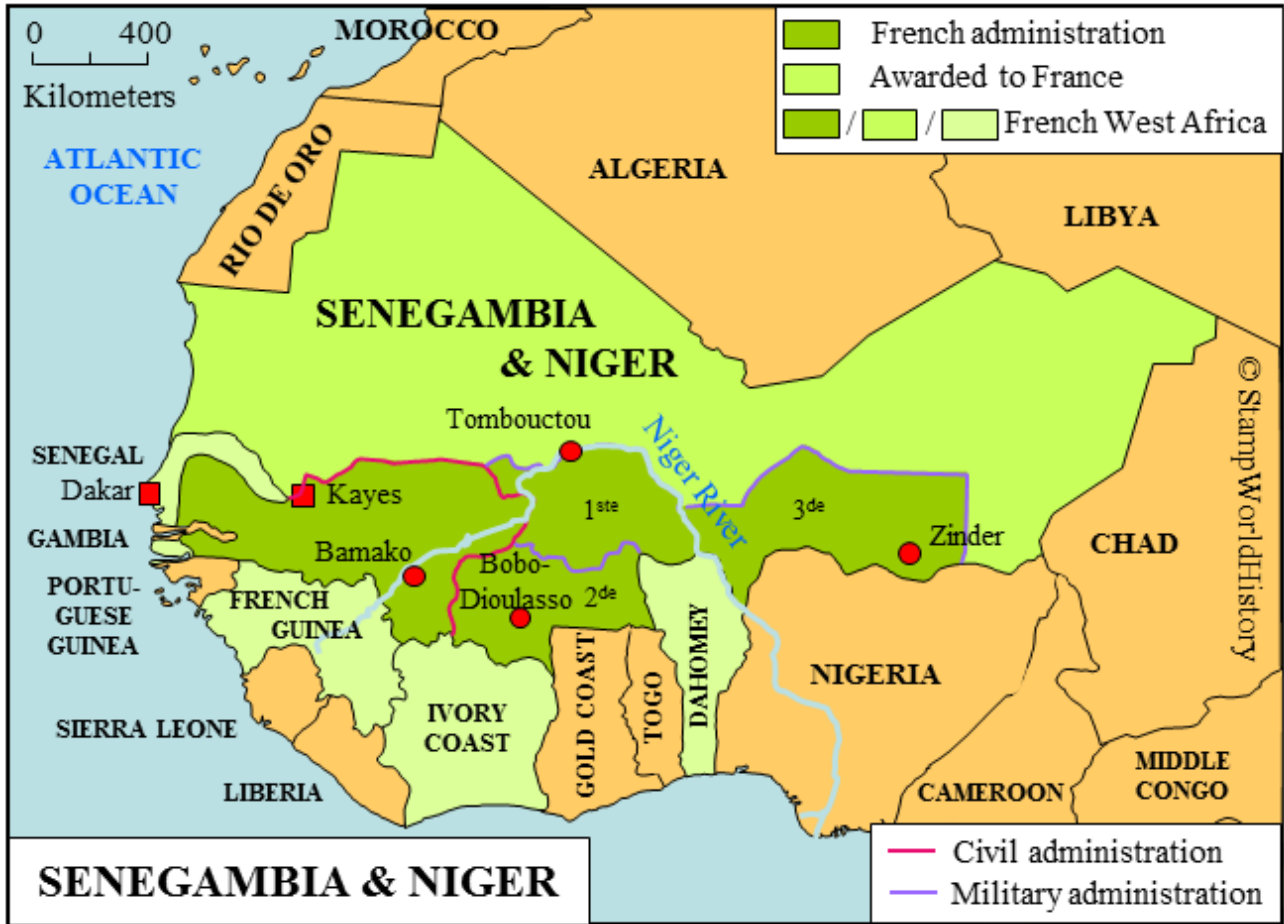 0 400
Kilometers
MOROCCO
French administration
Awarded to France
/ / French West Africa
ATLANTIC
OCEAN
RIO DE ORO
ALGERIA
LIBYA
SENEGAMBIA
& NIGER
© StampWorldHistory
Tombouctou
Niger River
SENEGAL
Dakar
Kayes
1ste
3de
Zinder
GAMBIA
CHAD
Bamako
Bobo-
Dioulasso 2de
PORTU-
GUESE
GUINEA
FRENCH
GUINEA
NIGERIA
DAHOMEY
GOLD COAST
TOGO
IVORY
COAST
SIERRA LEONE
LIBERIA
CAMEROON
MIDDLE
CONGO
SENEGAMBIA & NIGER
Civil administration
Military administration